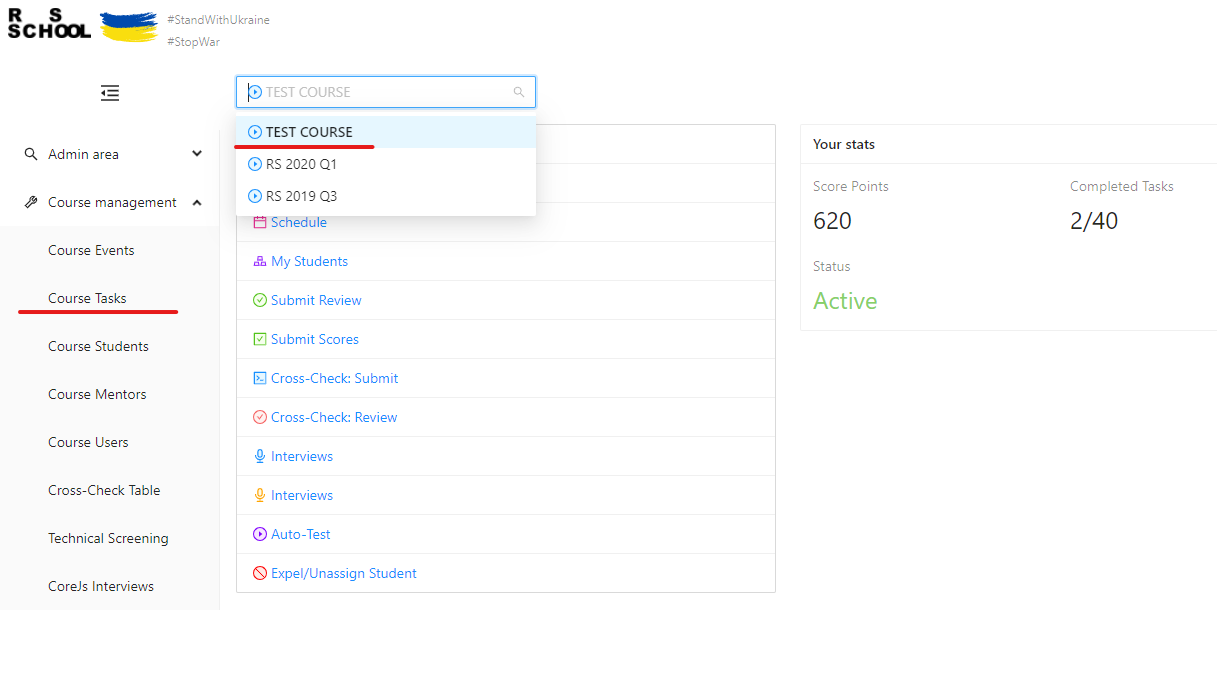 RS
SCHOOL
#StandWithUkraine
#StopWar
TEST COURSE
TEST COURSE
RS 2020 Q1
RS 2019 Q3
Admin area
Course management
Course Events
Course Tasks
Course Students
Course Mentors
Course Users
Cross-Check Table
Technical Screening
CoreJs Interviews
Schedule
My Students
Submit Review
Submit Scores
Cross-Check: Submit
Cross-Check: Review
Interviews
Interviews
Auto-Test
Expel/Unassign Student
Your stats
Score Points
Completed Tasks
620
2/40
Status
Active